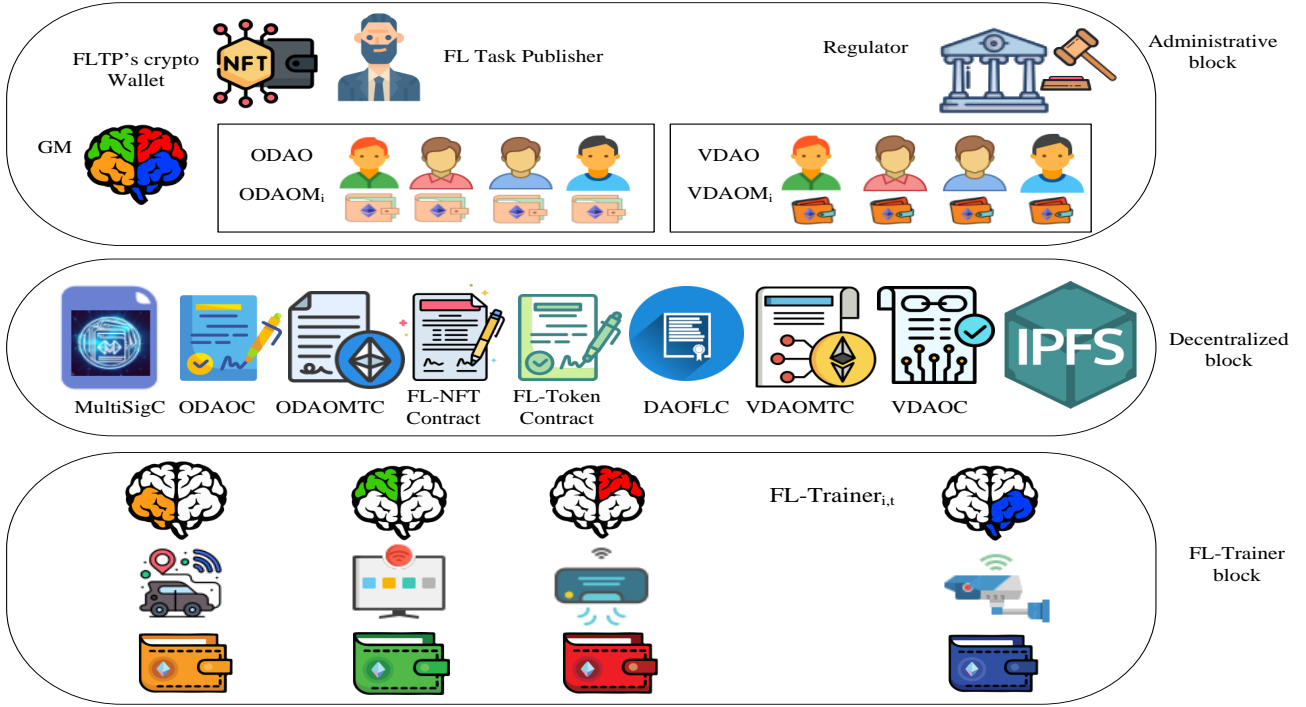 FLTP's crypto
Wallet
NFT
FL Task Publisher
Regulator
Administrative
block
GM
ODAO
ODAOMi
VDAO
VDAOMi
IPFS
MultiSigC
ODAOC
ODAOMTC
FL-NFT
Contract
FL-Token
Contract
DAOFLC
VDAOMTC
VDAOC
Decentralized
block
FL-Traineri,t
FL-Trainer
block